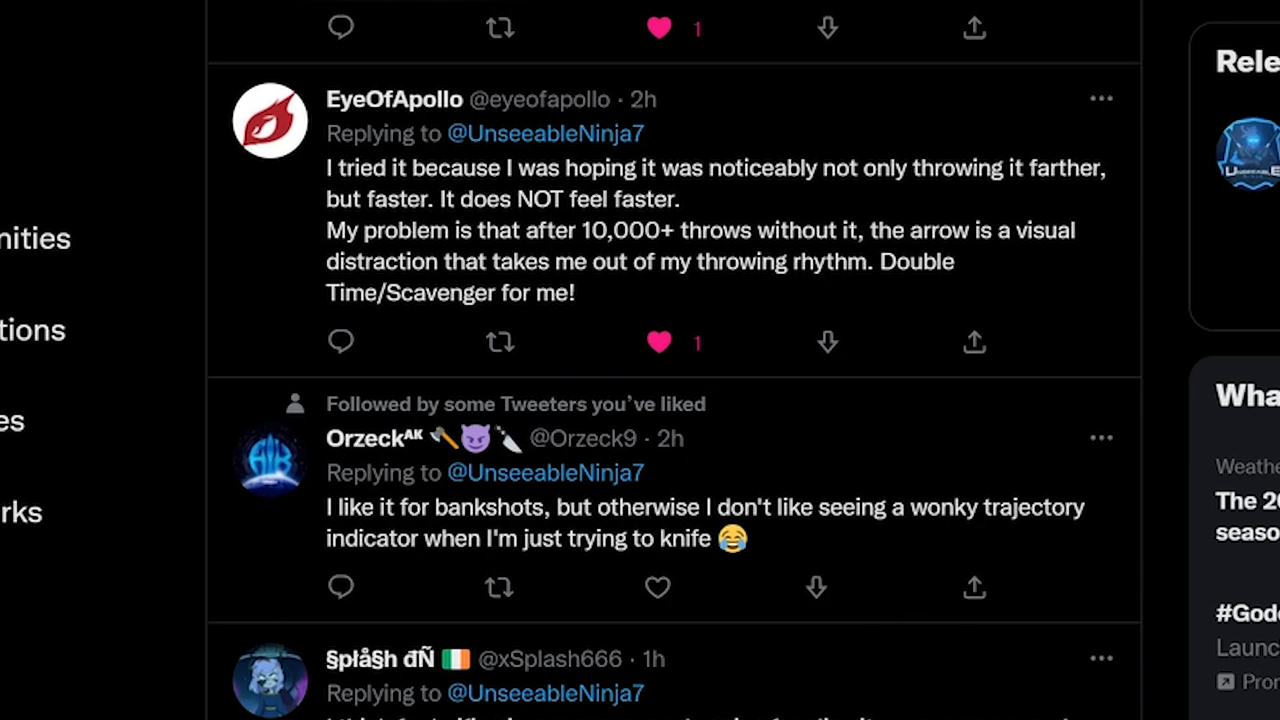 1
EyeOfApollo @eyeofapollo · 2h
Replying to @UnseeableNinja7
I tried it because I was hoping it was noticeably not only throwing it farther,
but faster. It does NOT feel faster.
My problem is that after 10,000+ throws without it, the arrow is a visual
distraction that takes me out of my throwing rhythm. Double
Time/Scavenger for me!
1
Followed by some Tweeters you've liked
Orzeckᴬᴷ 🪓😈🔪 @Orzeck9 · 2h
Replying to @UnseeableNinja7
I like it for bankshots, but otherwise I don't like seeing a wonky trajectory
indicator when I'm just trying to knife 😂
§płå§h đÑ 🇮🇪 @xSplash666 · 1h
Replying to @UnseeableNinja7
nities
tions
es
rks
Rele
Wha
Weathe
The 20
seaso
#Godo
Launc
Pro